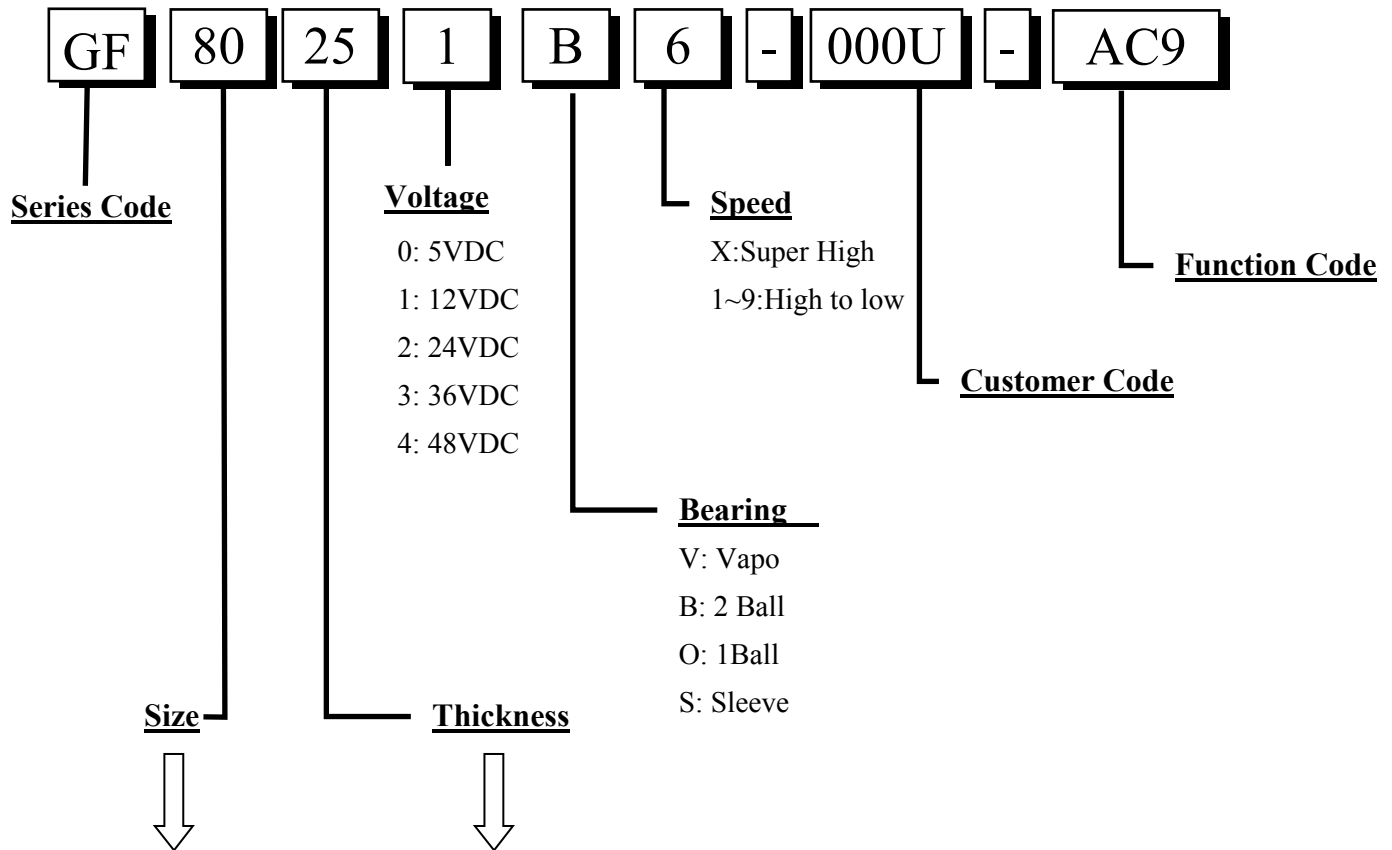 GF 80 25 1 B 6 - 000U - AC9
Series Code
Voltage
0: 5VDC
1: 12VDC
2: 24VDC
3: 36VDC
4: 48VDC
Speed
X:Super High
1~9:High to low
Function Code
Customer Code
Bearing
V: Vapo
B: 2 Ball
O: 1Ball
S: Sleeve
Size
Thickness